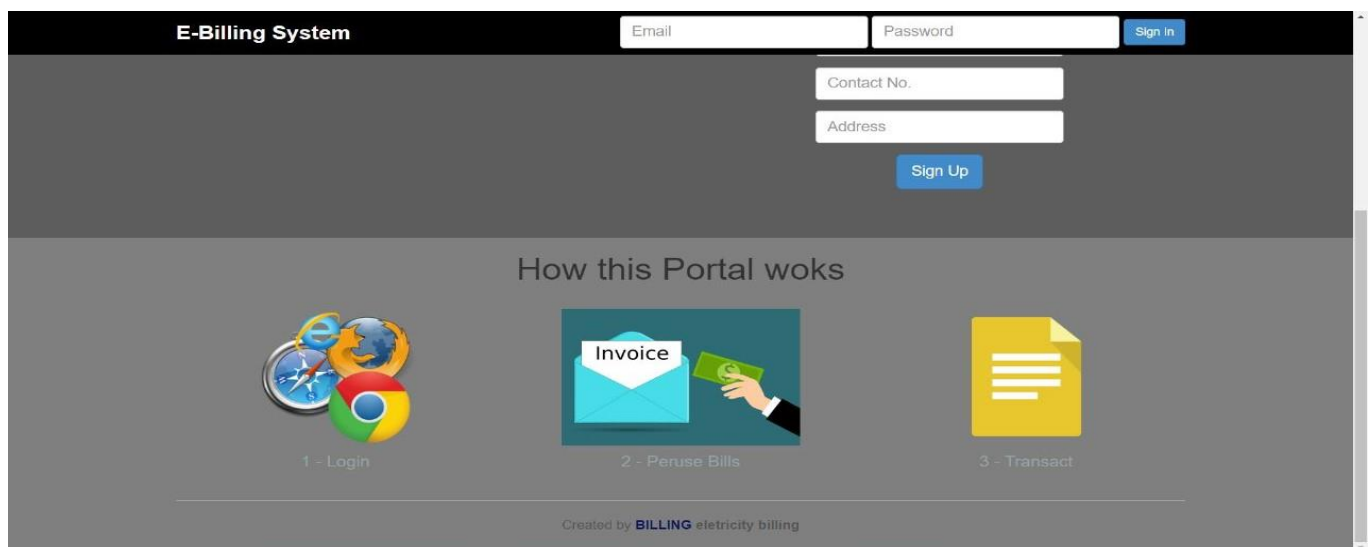 E-Billing System
Email
Password
Sign In
Contact No.
Address
Sign Up
How this Portal woks
Invoice
1 - Login
2 - Peruse Bills
3 - Transact
Created by BILLING eletricity billing